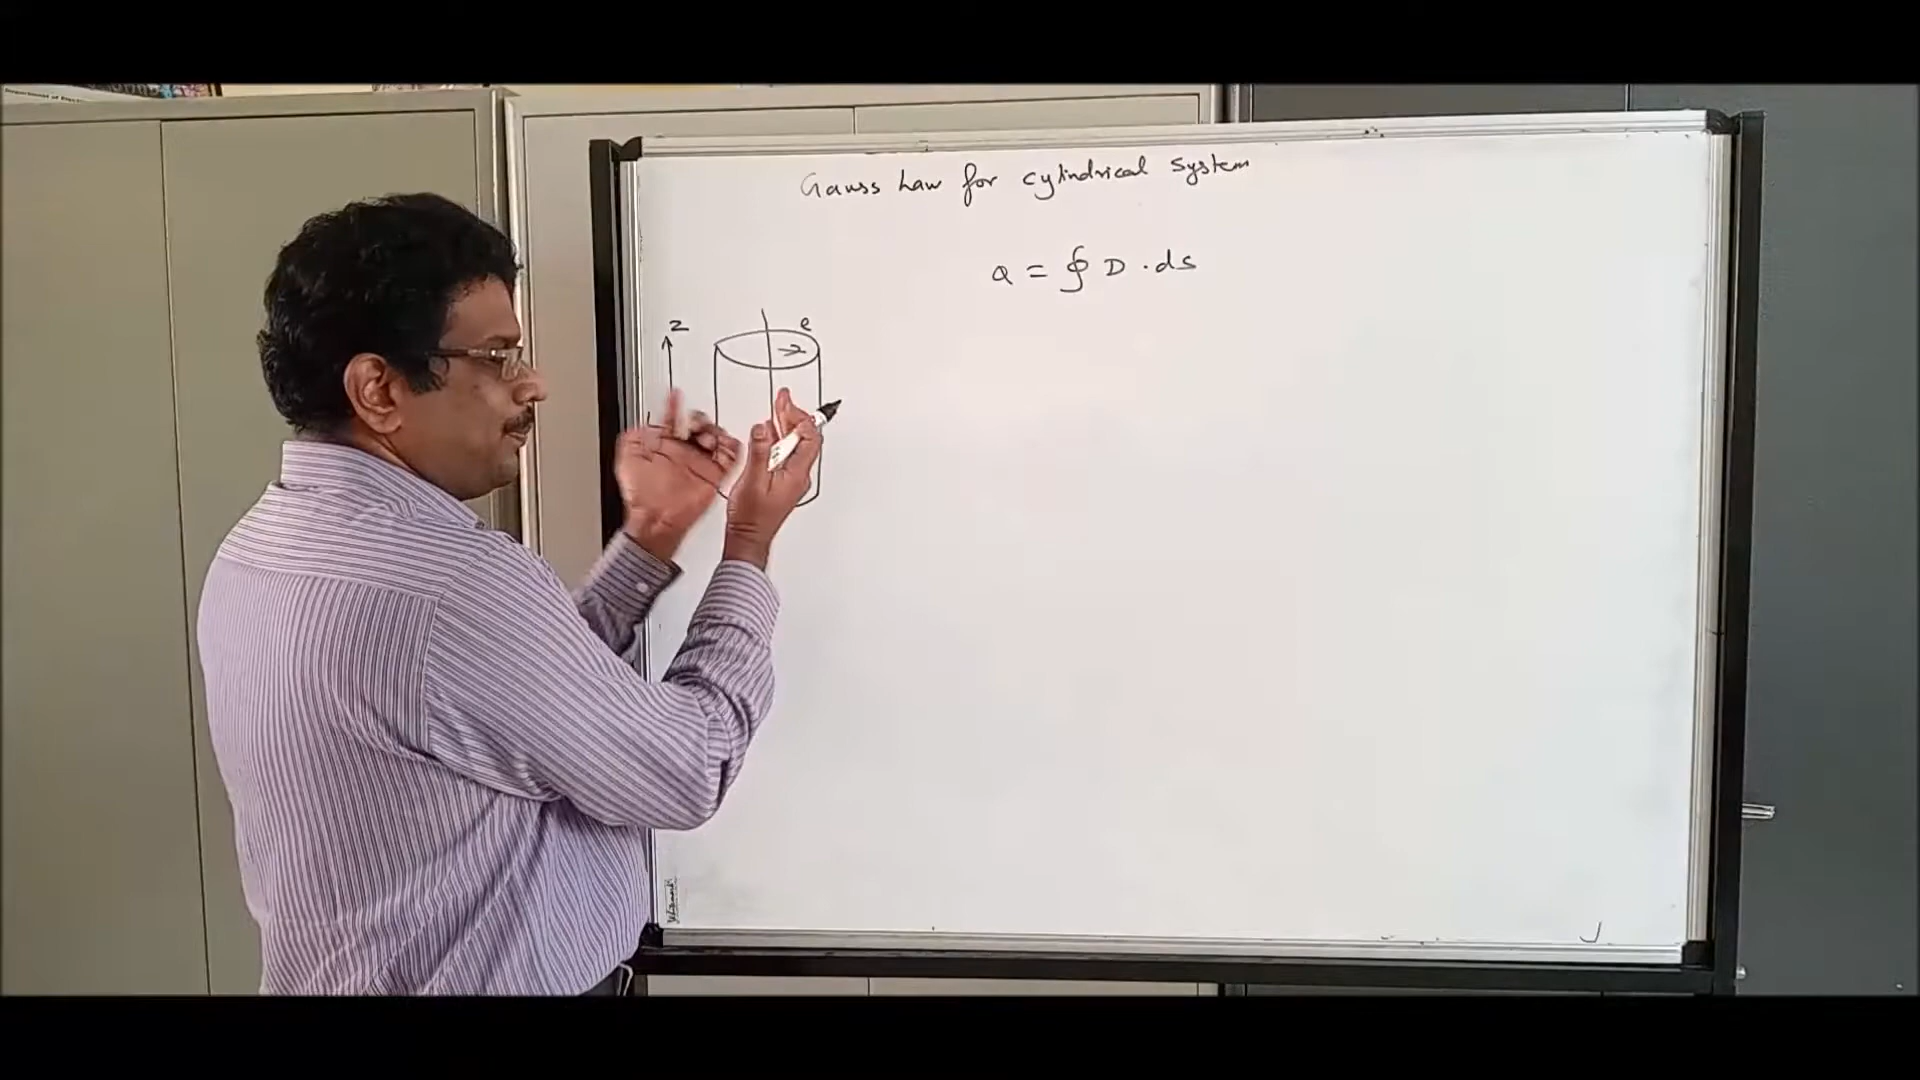 Gauss Law for cylindrical system
Q = ∮ D . ds
z
ρ